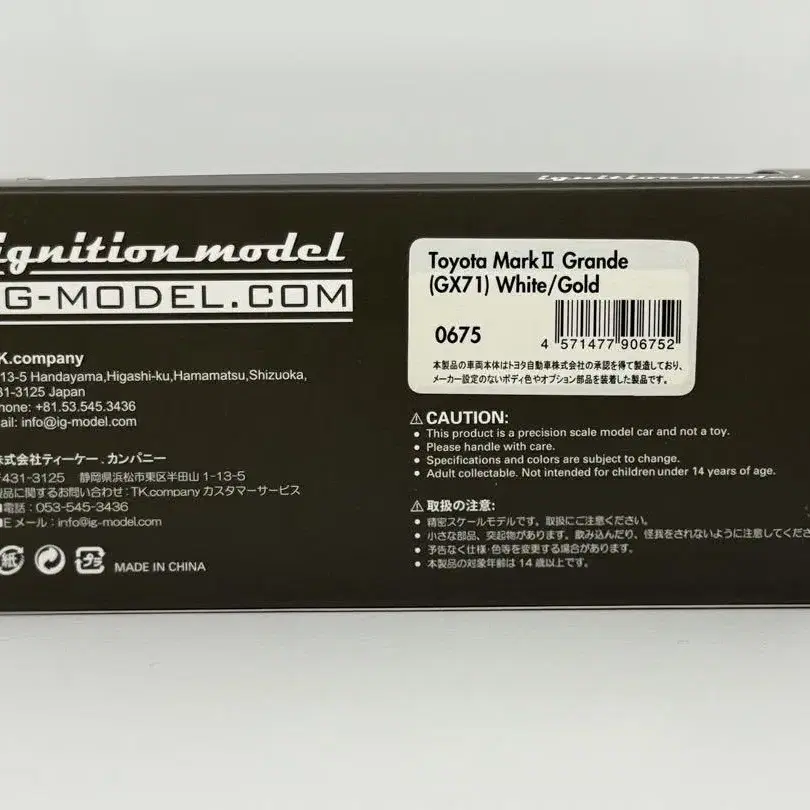 ignition model
ignition model
G-MODEL.COM
K.company
13-5 Handayama,Higashi-ku,Hamamatsu,Shizuoka,
31-3125 Japan
hone: +81.53.545.3436
ail: info@ig-model.com
株式会社ティーケー.カンパニー
〒431-3125 静岡県浜松市東区半田山1-13-5
製品に関するお問い合わせ:TK.company カスタマーサービス
電話:053-545-3436
Eメール:info@ig-model.com
紙
プラ
MADE IN CHINA
Toyota MarkⅡ Grande
(GX71) White/Gold
0675
4 571477 906752
本製品の車両本体はトヨタ自動車株式会社の承認を得て製造しており、
メーカー設定のないボディ色やオプション部品を装着した製品です。
⚠CAUTION:
● This product is a precision scale model car and not a toy.
● Please handle with care.
● Specifications and colors are subject to change.
● Adult collectable. Not intended for children under 14 years of age.
⚠取扱の注意:
● 精密スケールモデルです。取扱にご注意ください。
● 小さな部品、突起物があります。飲み込んだり、怪我をされないように注意してくだ
● 予告なく仕様・色等を変更する場合があります。
● 本製品の対象年齢は14歳以上です。